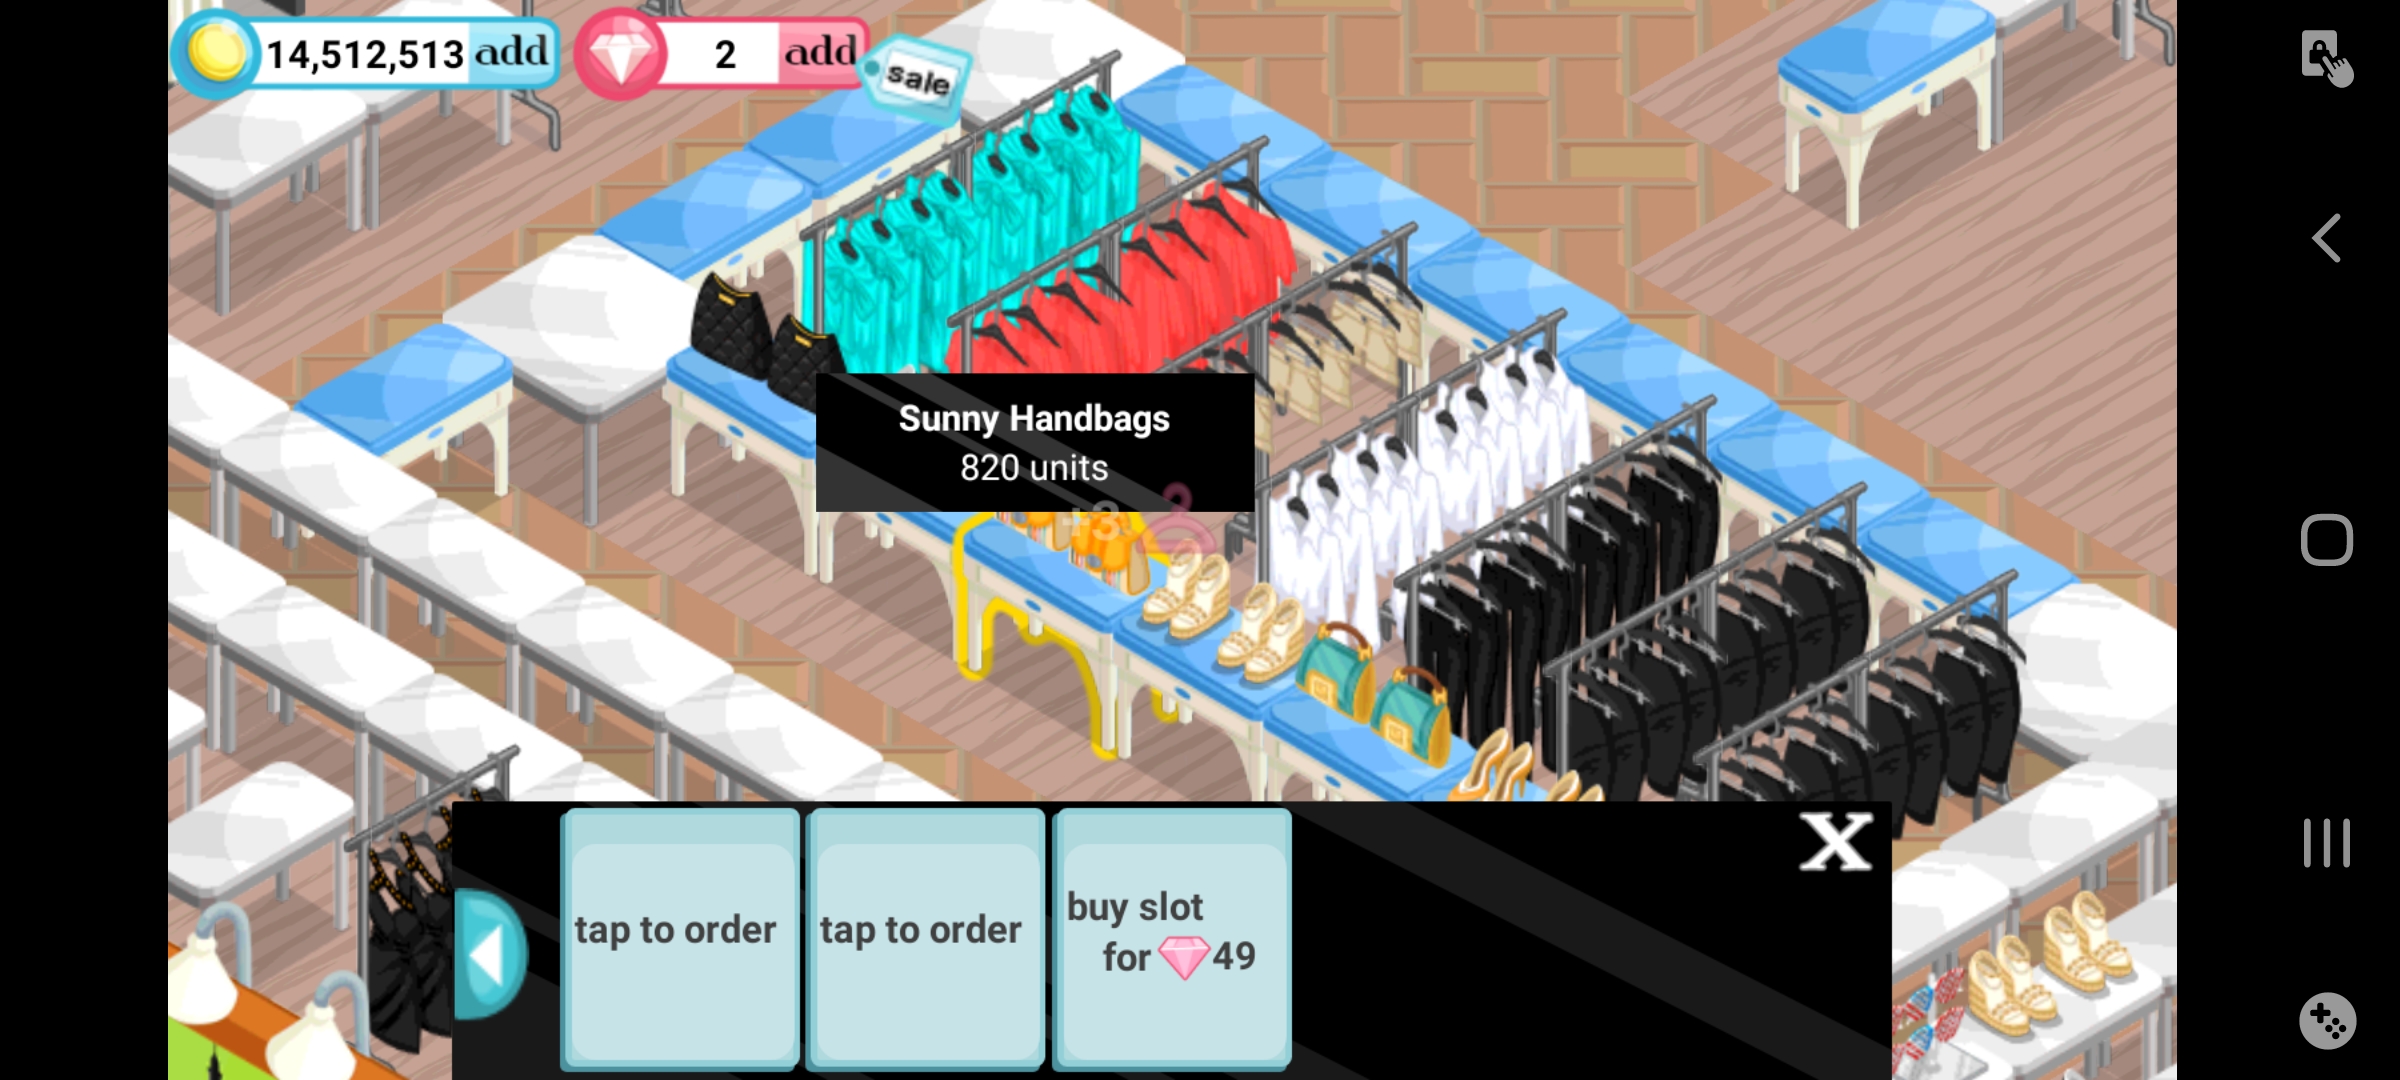 14,512,513 add
2 add
sale
Sunny Handbags
820 units
+3
tap to order
tap to order
buy slot
for 49
X